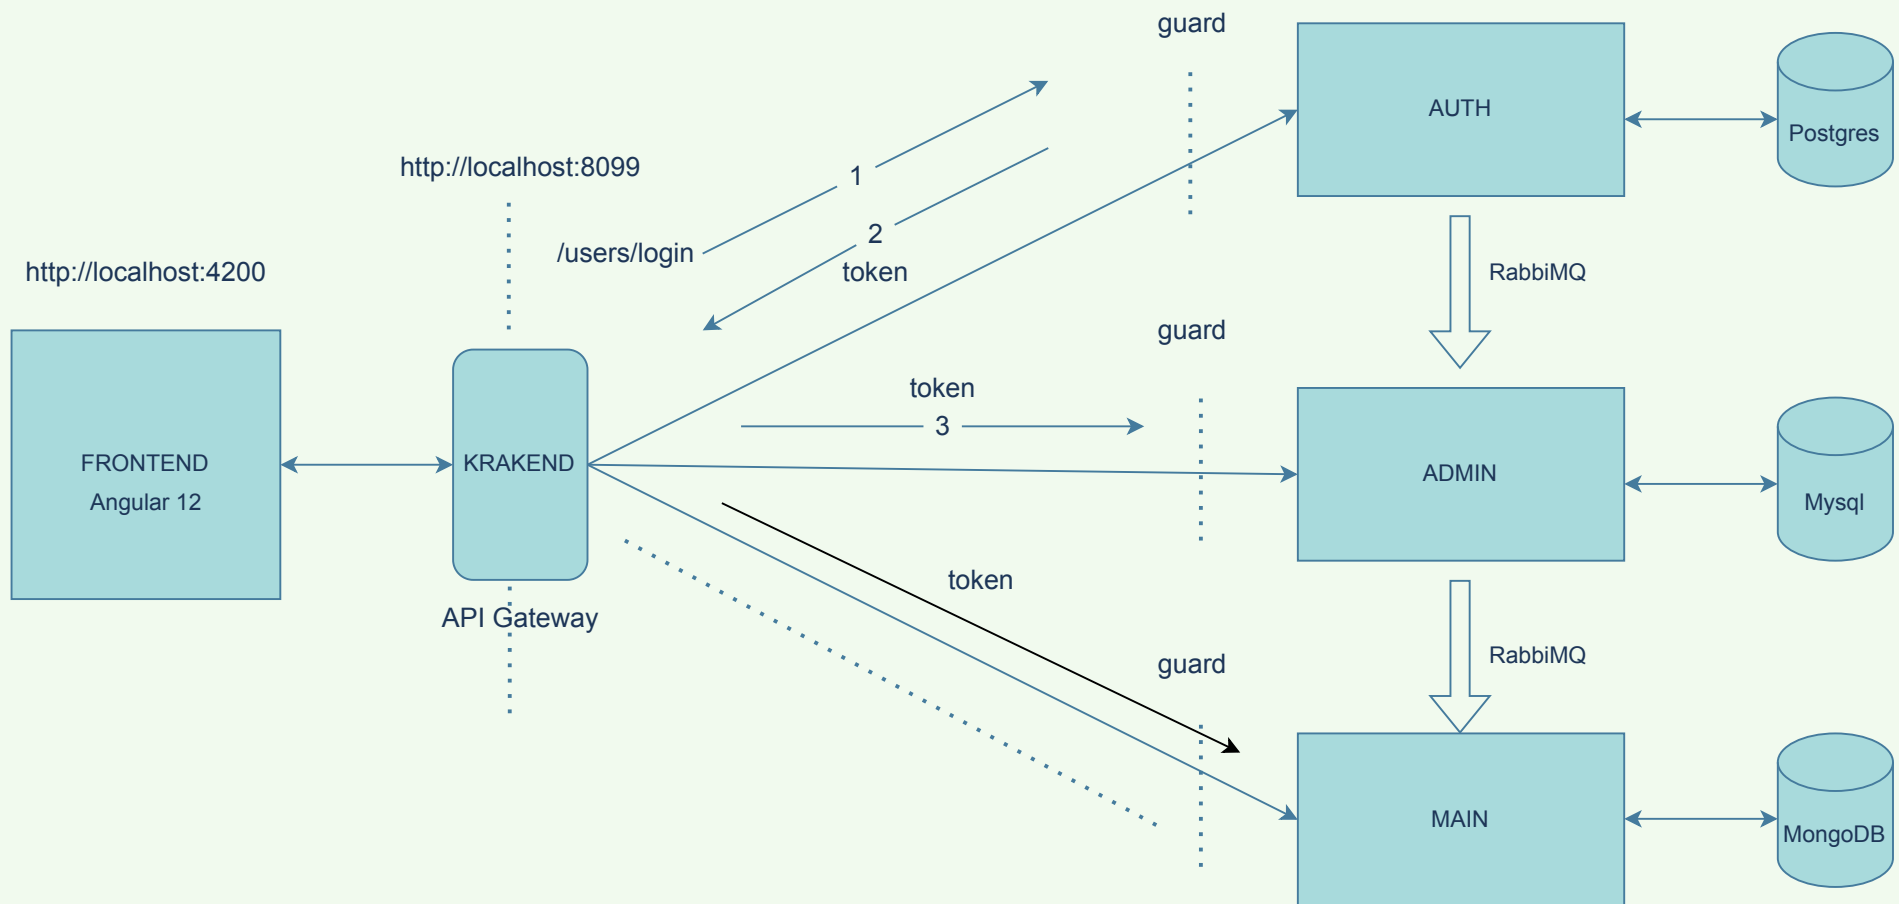 guard
AUTH
Postgres
http://localhost:8099
1
2
/users/login
token
http://localhost:4200
RabbiMQ
guard
token
3
FRONTEND
Angular 12
KRAKEND
ADMIN
Mysql
token
API Gateway
guard
RabbiMQ
MAIN
MongoDB